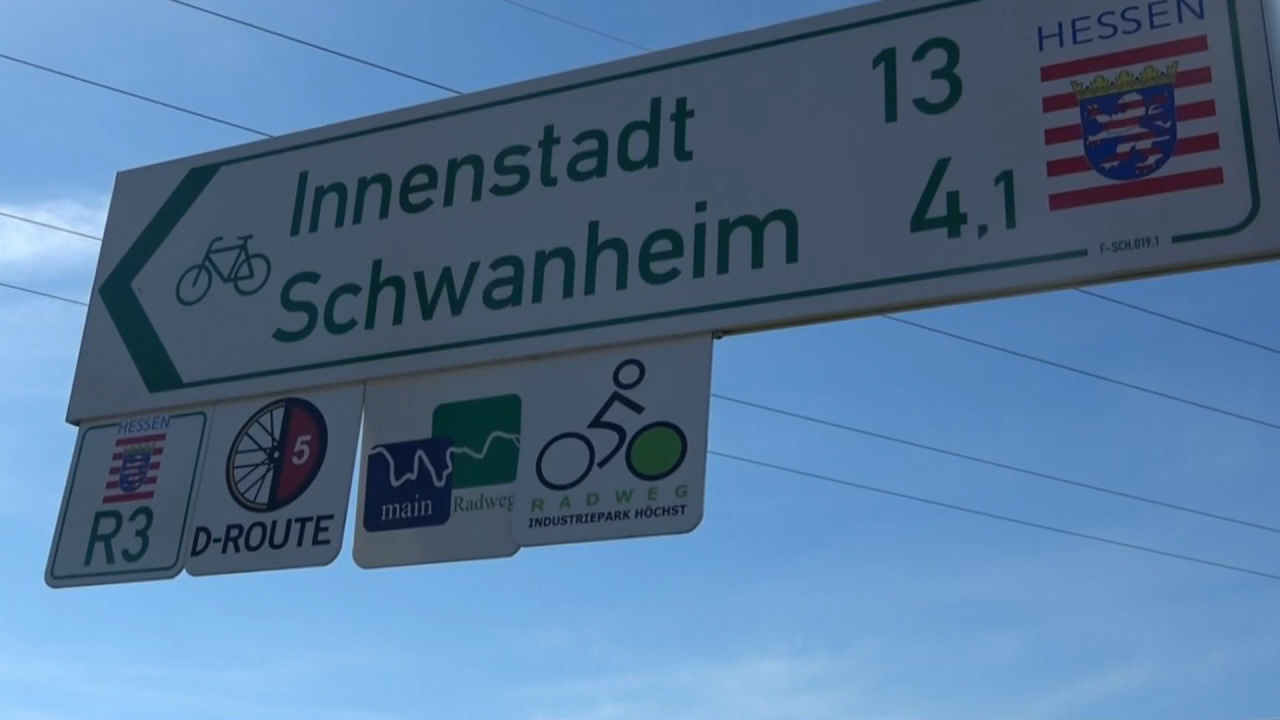 Innenstadt 13
Schwanheim 4,1
HESSEN
F-SCH.019.1
HESSEN
R3
5
D-ROUTE
main
Radweg
RADWEG
INDUSTRIEPARK HÖCHST